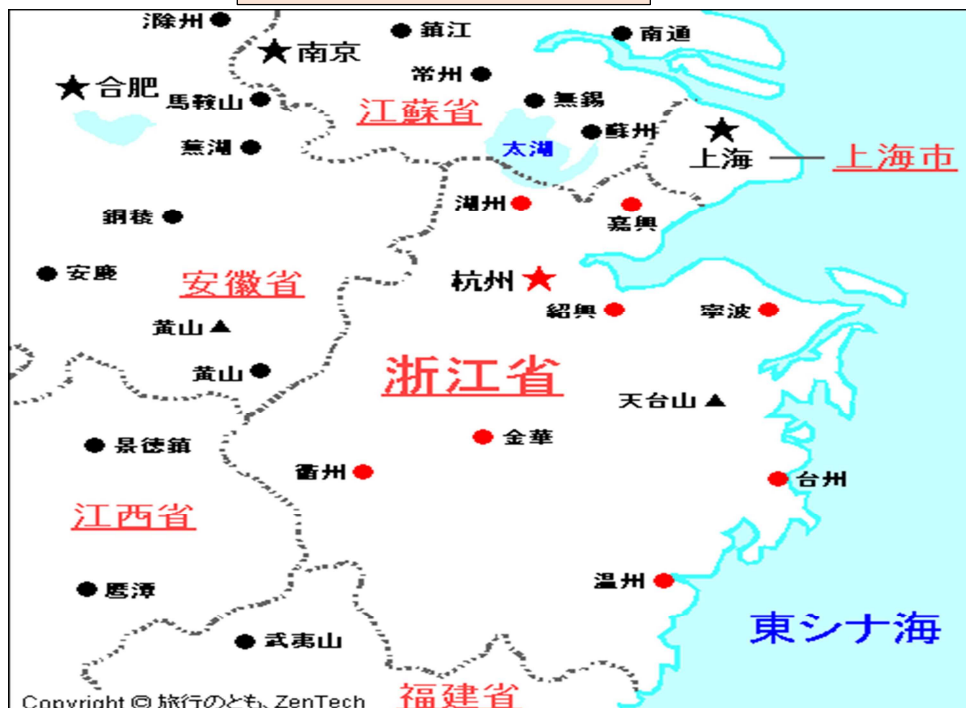 滁州
南京
鎮江
南通
合肥
馬鞍山
常州
江蘇省
無錫
蕪湖
太湖
蘇州
上海
上海市
銅稜
湖州
嘉興
安慶
安徽省
杭州
紹興
寧波
黃山
黃山
浙江省
天台山
景徳鎮
金華
衢州
台州
江西省
温州
鷹潭
武夷山
東シナ海
福建省
Copyright © 旅行のとも、ZenTech